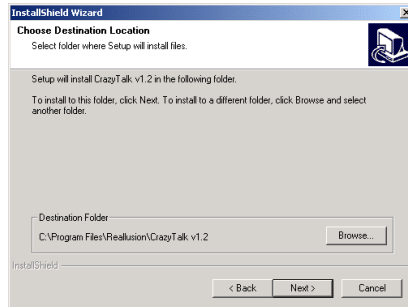 InstallShield Wizard
Choose Destination Location
Select folder where Setup will install files.
Setup will install CrazyTalk v1.2 in the following folder.
To install to this folder, click Next. To install to a different folder, click Browse and select
another folder.
Destination Folder
C:\Program Files\Reallusion\CrazyTalk v1.2
Browse...
InstallShield
< Back
Next >
Cancel